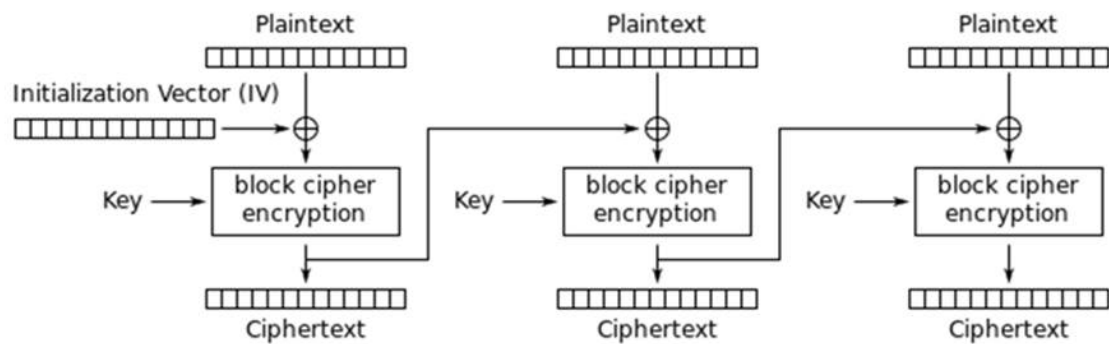 Plaintext
Plaintext
Plaintext
Initialization Vector (IV)
Key
block cipher
encryption
Key
block cipher
encryption
Key
block cipher
encryption
Ciphertext
Ciphertext
Ciphertext